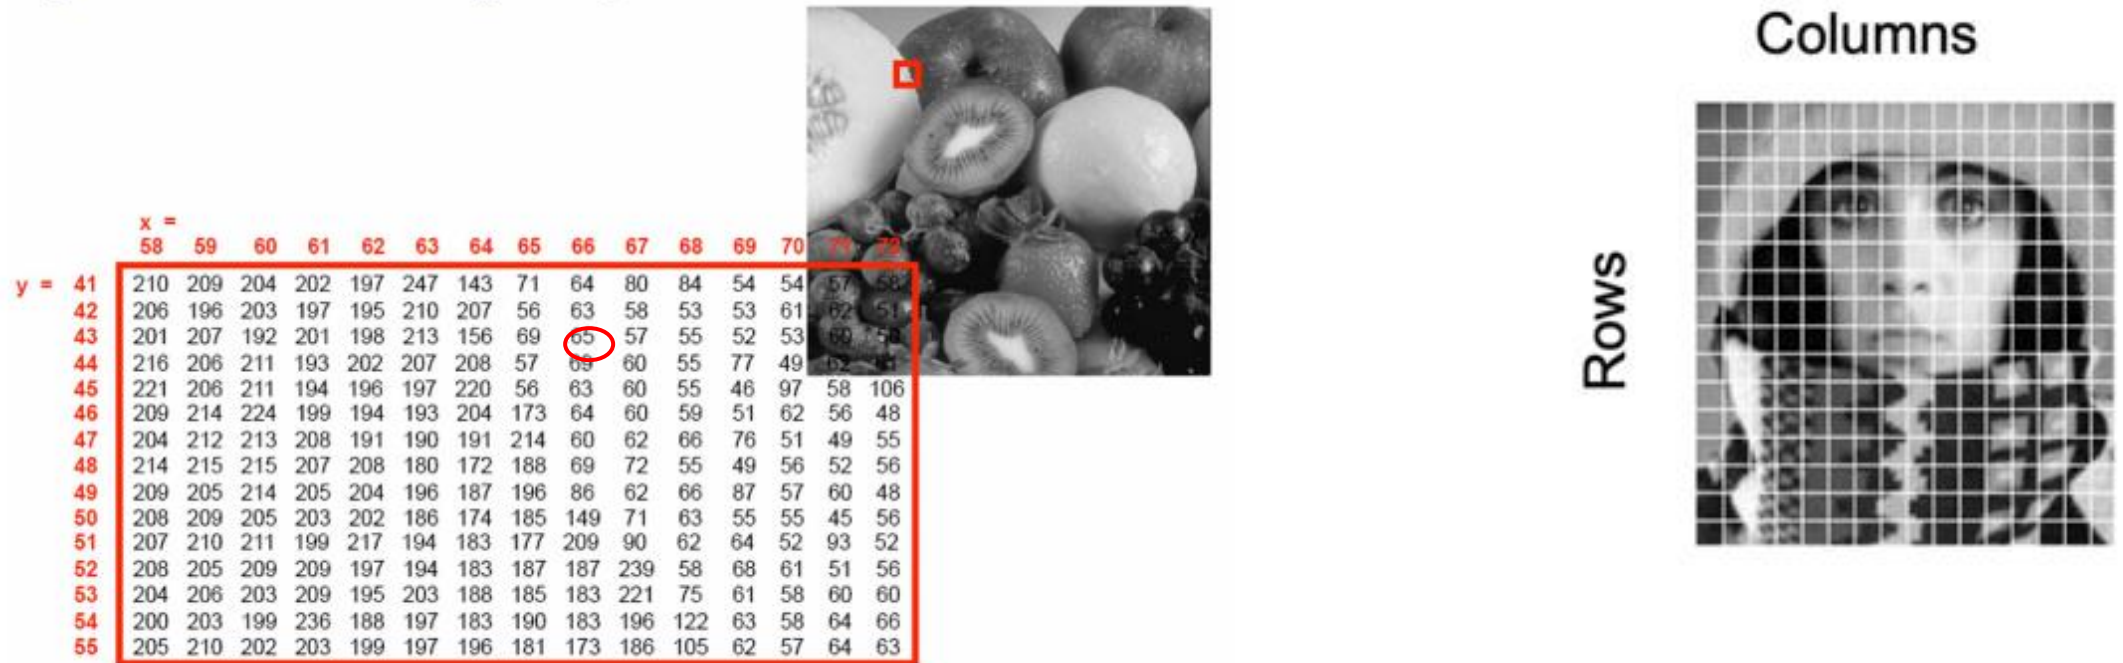 x =
58 59 60 61 62 63 64 65 66 67 68 69 70 71 72
y = 41 210 209 204 202 197 247 143 71 64 80 84 54 54 57 58
42 206 196 203 197 195 210 207 56 63 58 53 53 61 62 51
43 201 207 192 201 198 213 156 69 65 57 55 52 53 60 50
44 216 206 211 193 202 207 208 57 69 60 55 77 49 62 61
45 221 206 211 194 196 197 220 56 63 60 55 46 97 58 106
46 209 214 224 199 194 193 204 173 64 60 59 51 62 56 48
47 204 212 213 208 191 190 191 214 60 62 66 76 51 49 55
48 214 215 215 207 208 180 172 188 69 72 55 49 56 52 56
49 209 205 214 205 204 196 187 196 86 62 66 87 57 60 48
50 208 209 205 203 202 186 174 185 149 71 63 55 55 45 56
51 207 210 211 199 217 194 183 177 209 90 62 64 52 93 52
52 208 205 209 209 197 194 183 187 187 239 58 68 61 51 56
53 204 206 203 209 195 203 188 185 183 221 75 61 58 60 60
54 200 203 199 236 188 197 183 190 183 196 122 63 58 64 66
55 205 210 202 203 199 197 196 181 173 186 105 62 57 64 63
Columns
Rows